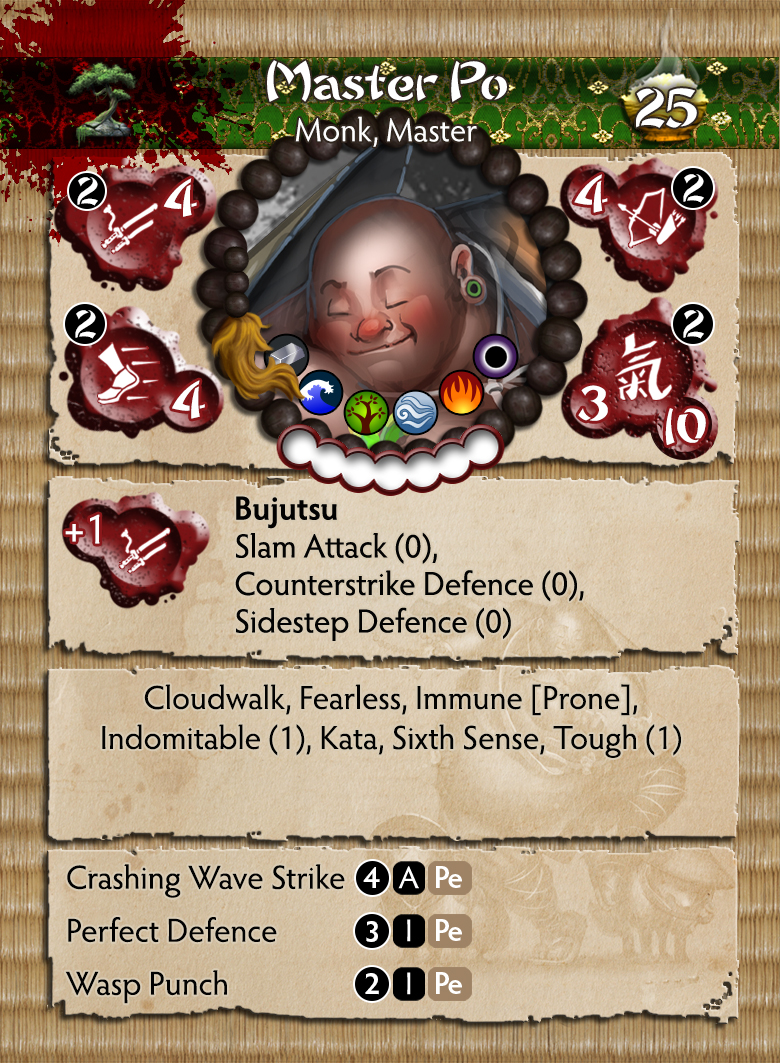 Master Po
25
Monk, Master
2 4
4 2
2 4
2
氣
3 10
+1
Bujutsu
Slam Attack (0),
Counterstrike Defence (0),
Sidestep Defence (0)
Cloudwalk, Fearless, Immune [Prone],
Indomitable (1), Kata, Sixth Sense, Tough (1)
Crashing Wave Strike 4 A Pe
Perfect Defence 3 I Pe
Wasp Punch 2 I Pe